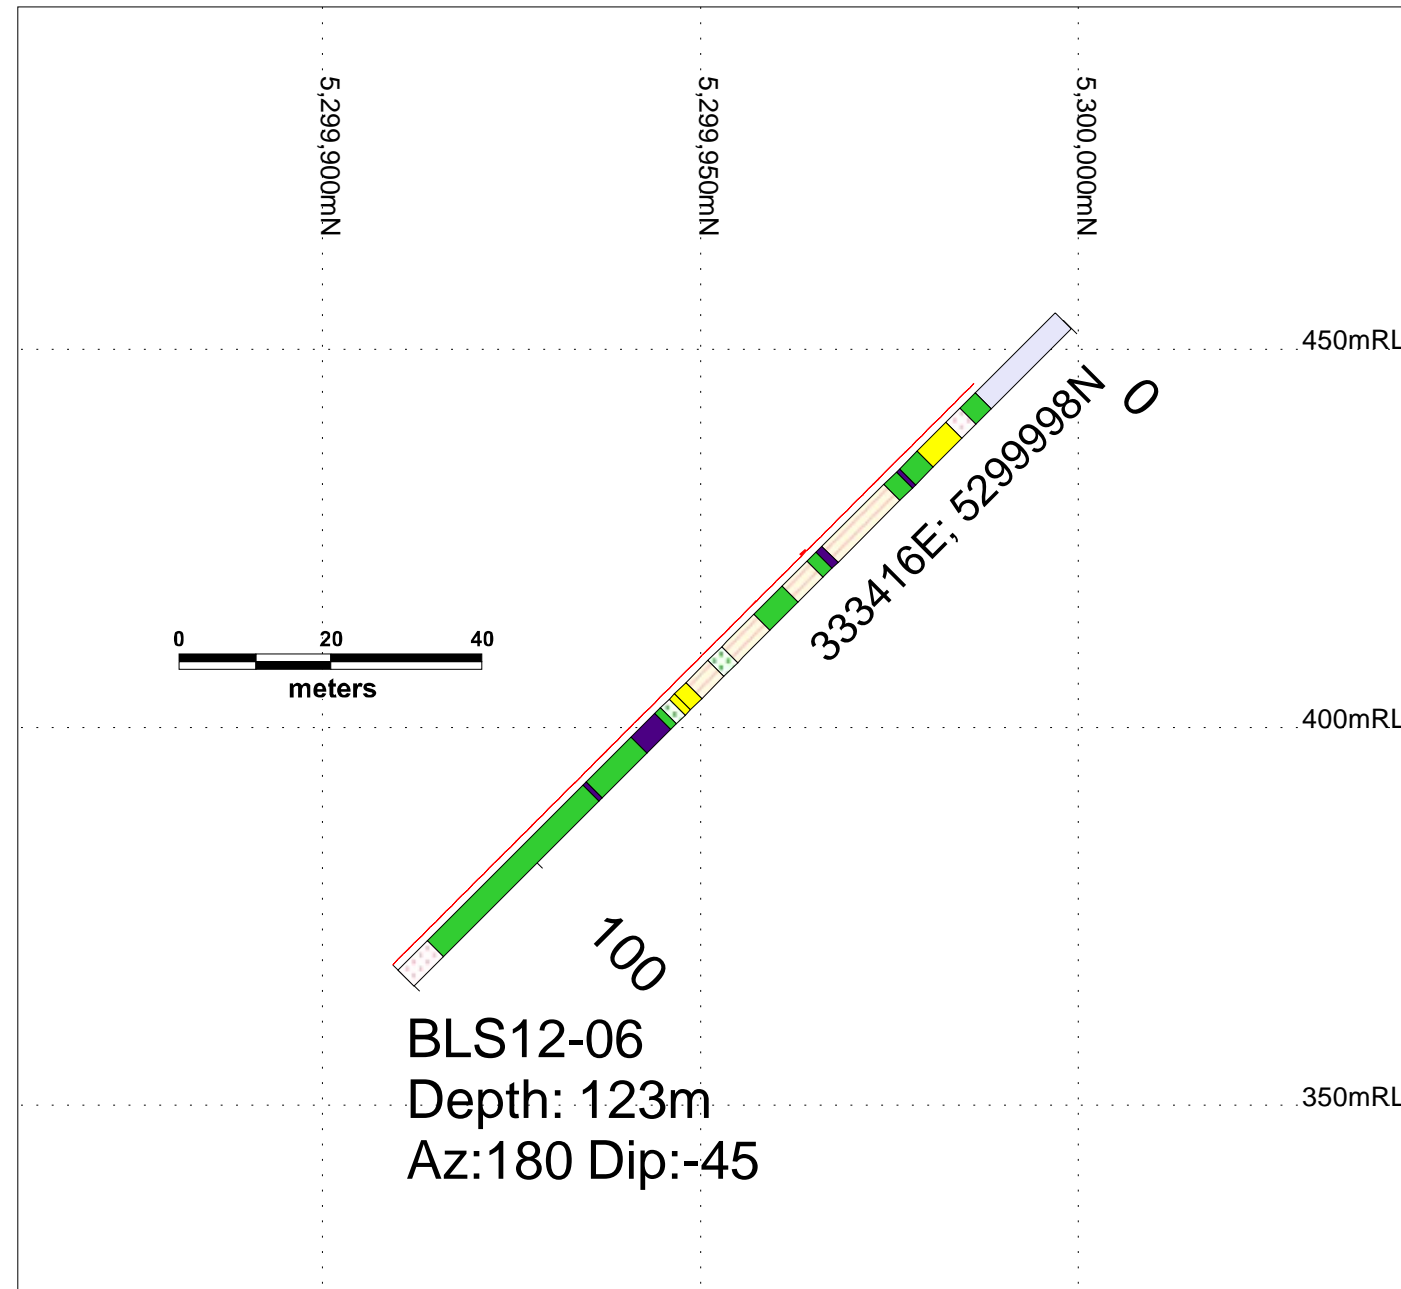 5,299,900mN
5,299,950mN
5,300,000mN
450mRL
0
333416E; 5299998N
0 20 40
meters
400mRL
100
BLS12-06
Depth: 123m
350mRL
Az:180 Dip:-45